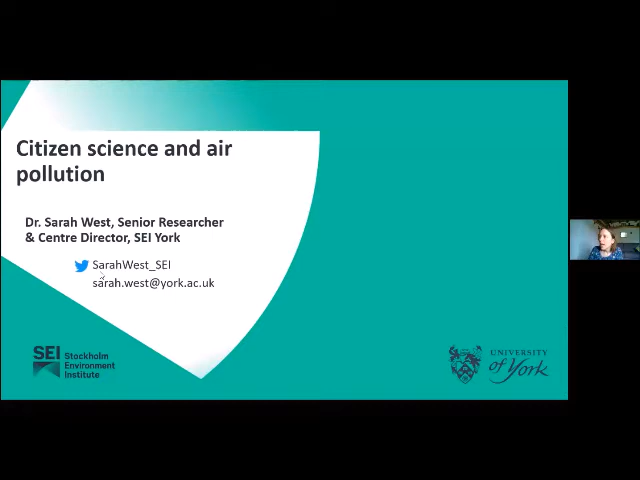 Citizen science and air
pollution
Dr. Sarah West, Senior Researcher
& Centre Director, SEI York
SarahWest_SEI
sarah.west@york.ac.uk
SEI Stockholm
Environment
Institute
UNIVERSITY
of York